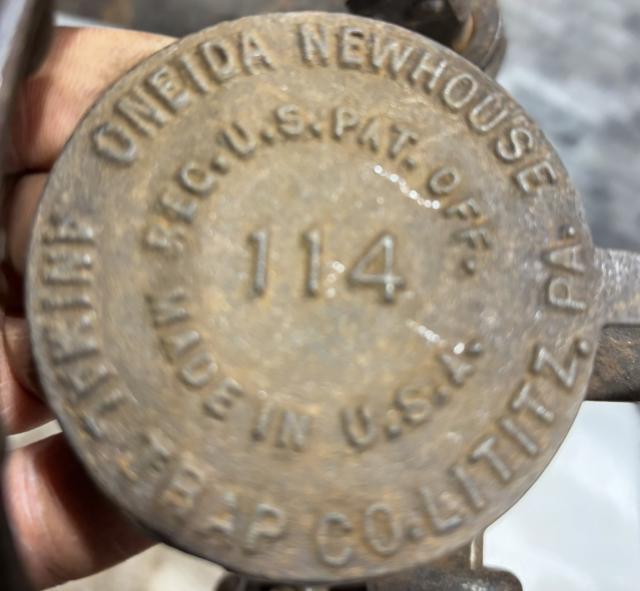 ONEIDA NEWHOUSE
REG. U.S. PAT. OFF.
114
MADE IN U.S.A.
TRAP CO. LITITZ, PA.